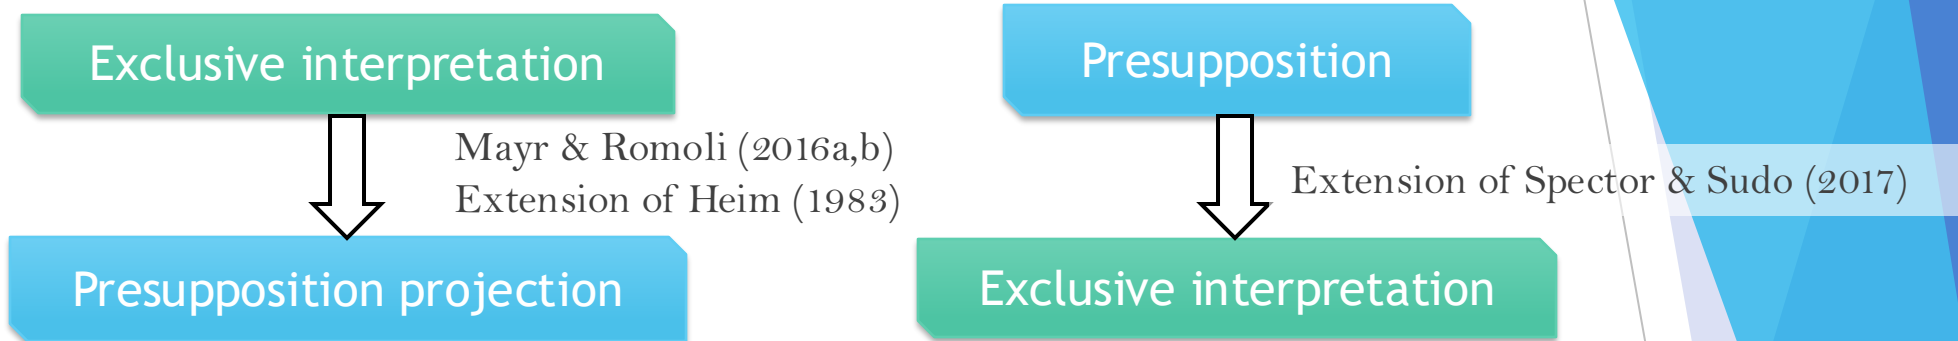 Exclusive interpretation
Mayr & Romoli (2016a,b)
Extension of Heim (1983)
Presupposition projection
Presupposition
Extension of Spector & Sudo (2017)
Exclusive interpretation